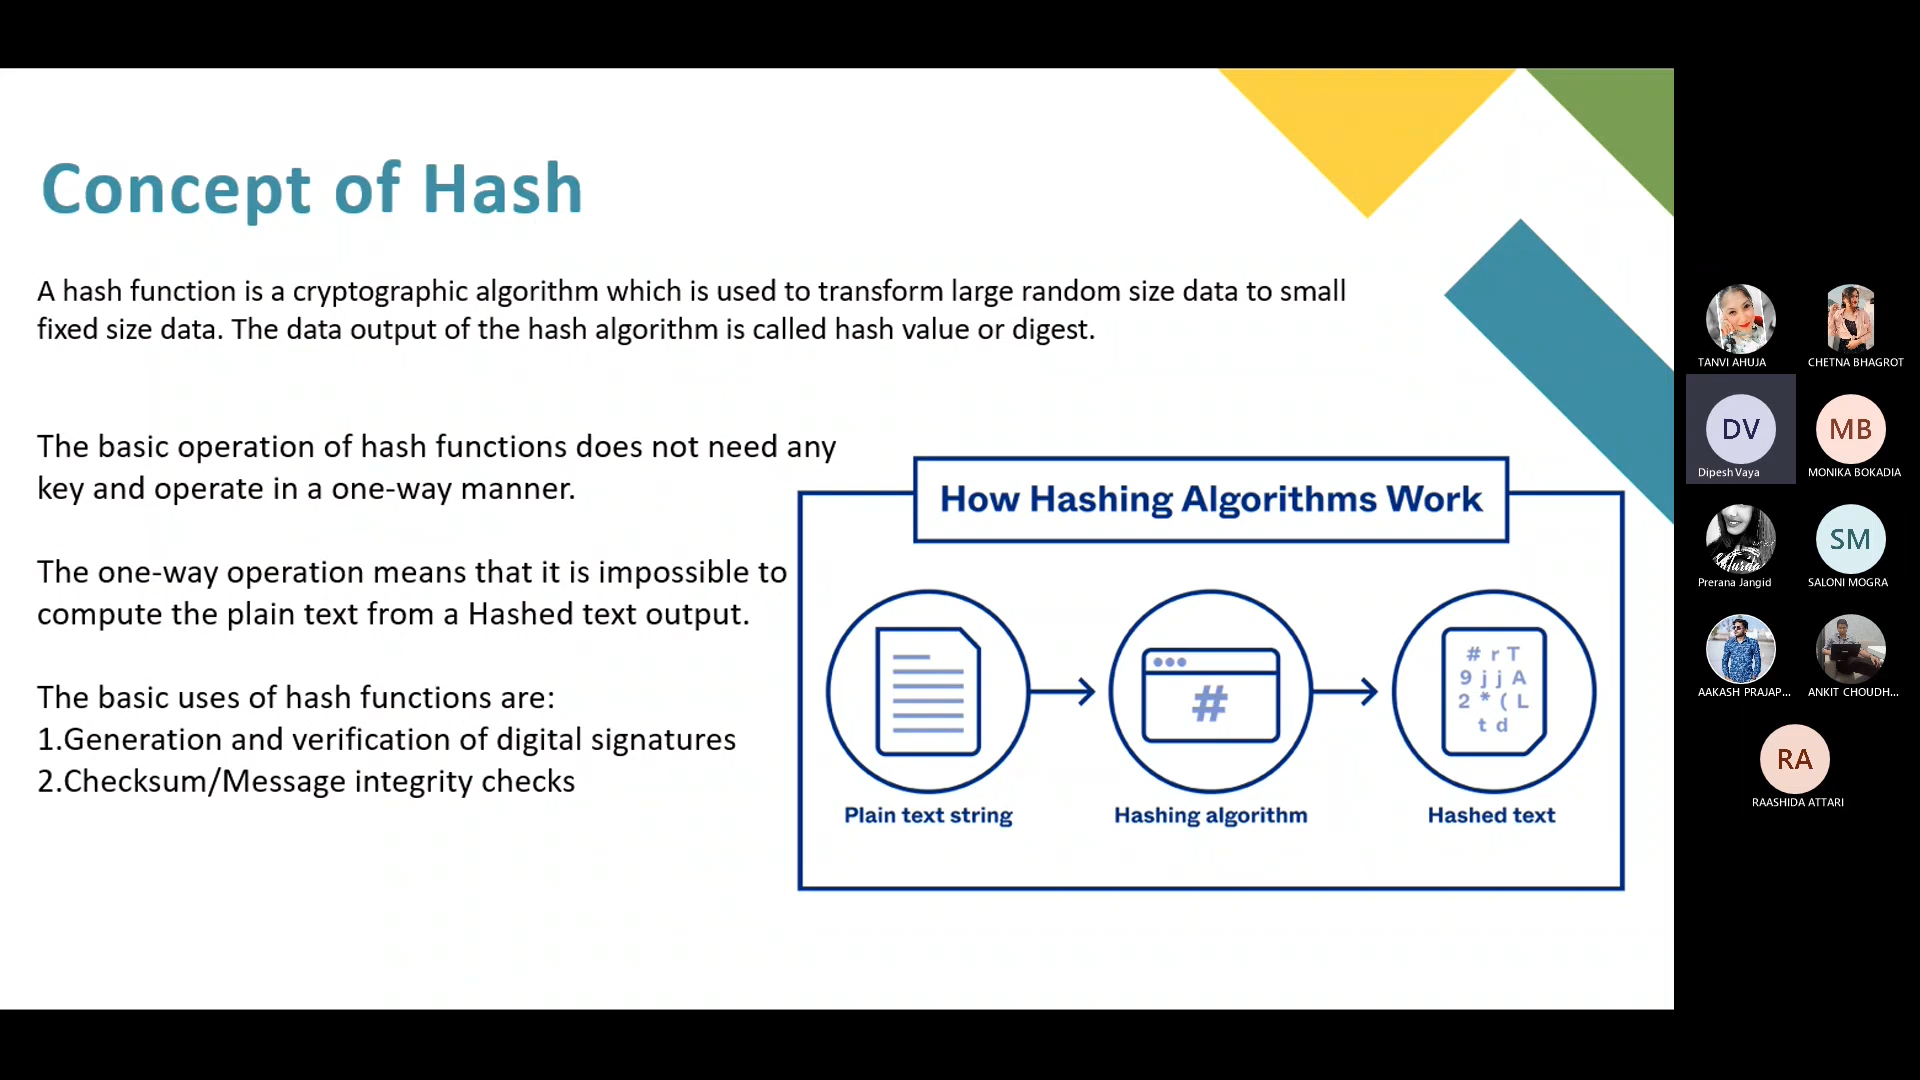 Concept of Hash
A hash function is a cryptographic algorithm which is used to transform large random size data to small
fixed size data. The data output of the hash algorithm is called hash value or digest.
The basic operation of hash functions does not need any
key and operate in a one-way manner.
The one-way operation means that it is impossible to
compute the plain text from a Hashed text output.
The basic uses of hash functions are:
1.Generation and verification of digital signatures
2.Checksum/Message integrity checks
How Hashing Algorithms Work
#
# r T
9 j j A
2 * ( L
t d
Plain text string
Hashing algorithm
Hashed text
TANVI AHUJA
CHETNA BHAGROT
DV
Dipesh Vaya
MB
MONIKA BOKADIA
Prerana Jangid
SM
SALONI MOGRA
AAKASH PRAJAP...
ANKIT CHOUDH...
RA
RAASHIDA ATTARI